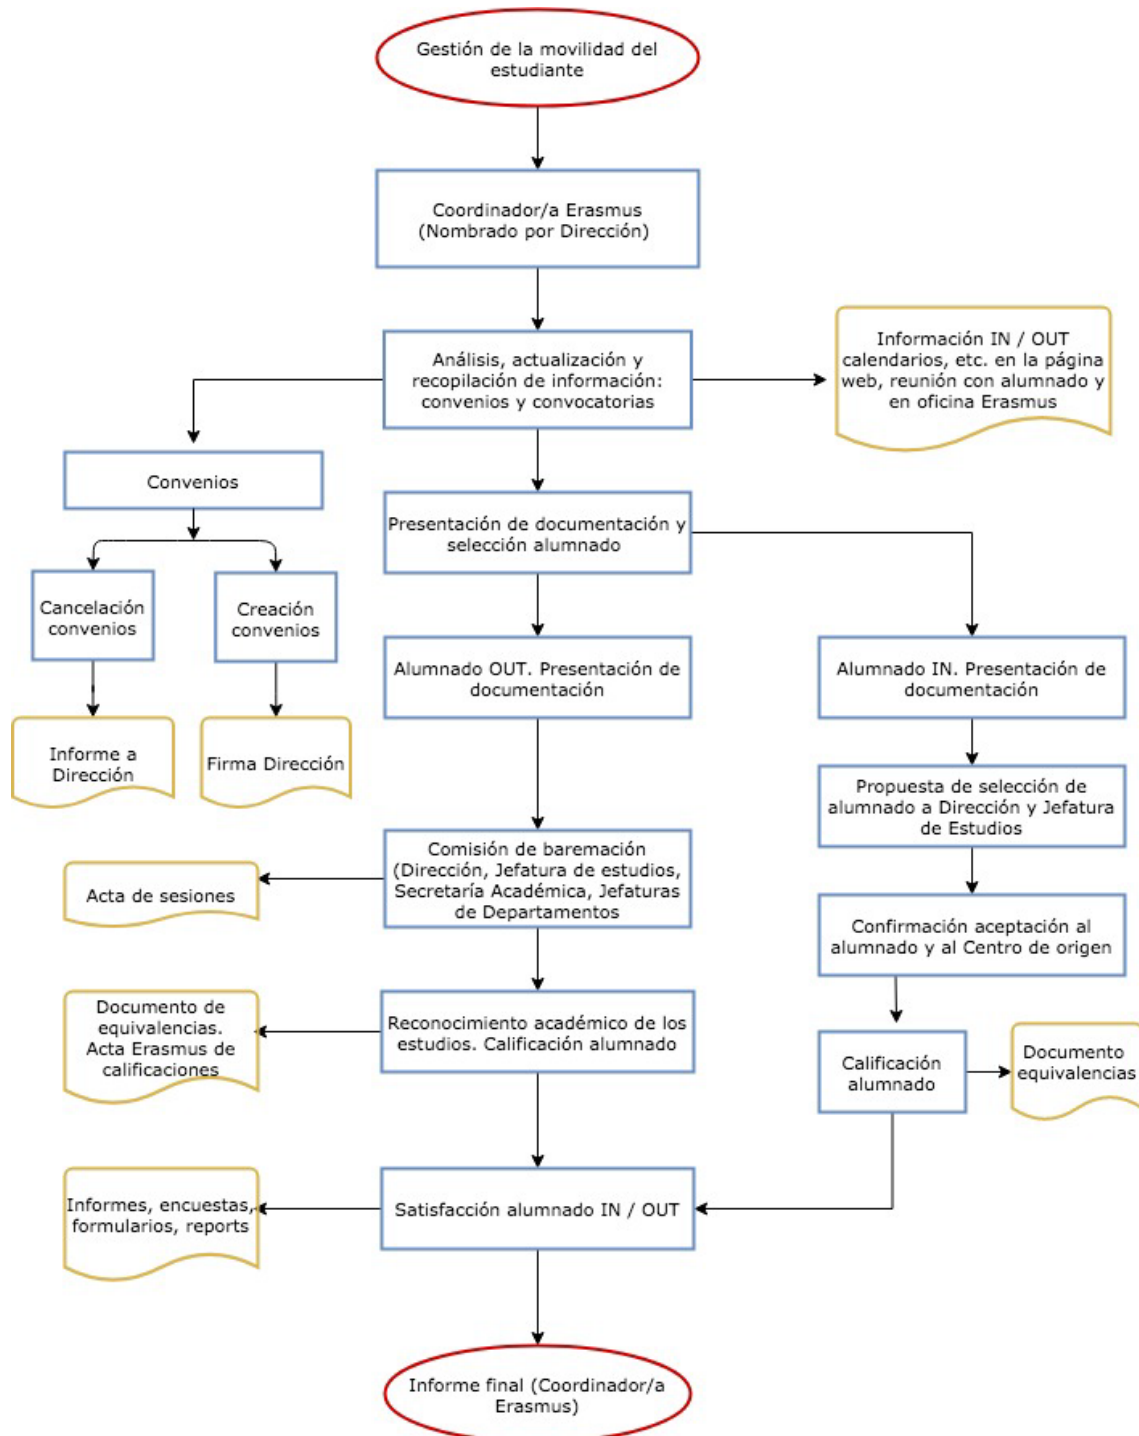 Gestión de la movilidad del
estudiante
Coordinador/a Erasmus
(Nombrado por Dirección)
Análisis, actualización y
recopilación de información:
convenios y convocatorias
Información IN / OUT
calendarios, etc. en la página
web, reunión con alumnado y
en oficina Erasmus
Convenios
Presentación de documentación y
selección alumnado
Cancelación
convenios
Creación
convenios
Alumnado OUT. Presentación de
documentación
Alumnado IN. Presentación de
documentación
Informe a
Dirección
Firma Dirección
Propuesta de selección de
alumnado a Dirección y Jefatura
de Estudios
Comisión de baremación
(Dirección, Jefatura de estudios,
Secretaría Académica, Jefaturas
de Departamentos
Acta de sesiones
Confirmación aceptación al
alumnado y al Centro de origen
Documento de
equivalencias.
Acta Erasmus de
calificaciones
Reconocimiento académico de los
estudios. Calificación alumnado
Calificación
alumnado
Documento
equivalencias
Informes, encuestas,
formularios, reports
Satisfacción alumnado IN / OUT
Informe final (Coordinador/a
Erasmus)